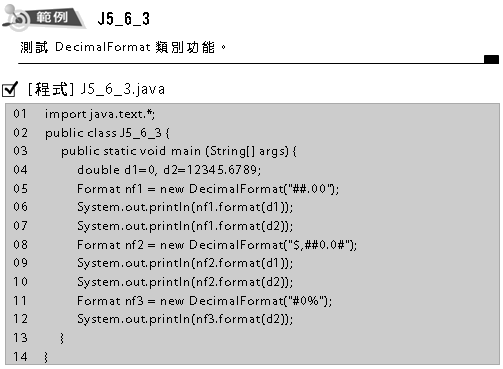 範例 J5_6_3
測試 DecimalFormat 類別功能。
[程式] J5_6_3.java
01 import java.text.*;
02 public class J5_6_3 {
03 public static void main (String[] args) {
04 double d1=0, d2=12345.6789;
05 Format nf1 = new DecimalFormat("##.00");
06 System.out.println(nf1.format(d1));
07 System.out.println(nf1.format(d2));
08 Format nf2 = new DecimalFormat("$,##0.0#");
09 System.out.println(nf2.format(d1));
10 System.out.println(nf2.format(d2));
11 Format nf3 = new DecimalFormat("#0%");
12 System.out.println(nf3.format(d2));
13 }
14 }